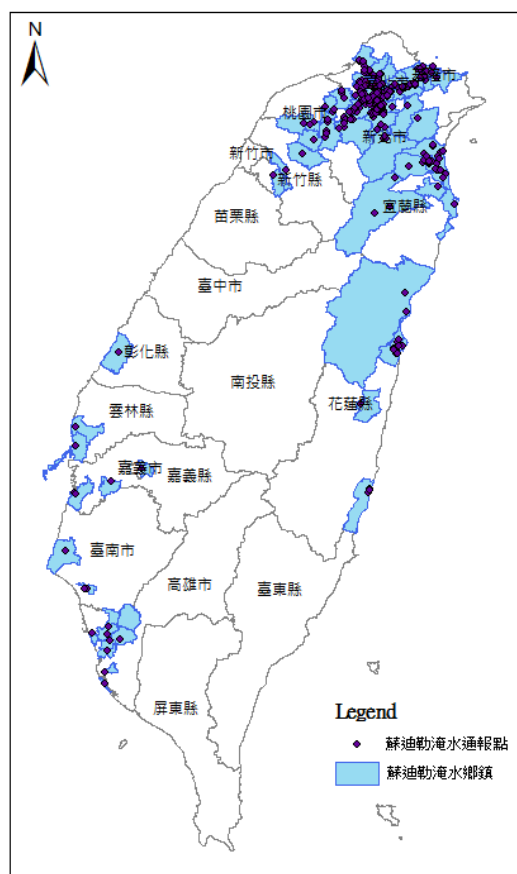 N
桃園市
新北市
新竹市
新竹縣
宜蘭縣
苗栗縣
臺中市
彰化縣
南投縣
雲林縣
花蓮縣
嘉義市
嘉義縣
臺南市
高雄市
臺東縣
屏東縣
Legend
蘇迪勒淹水通報點
蘇迪勒淹水鄉鎮